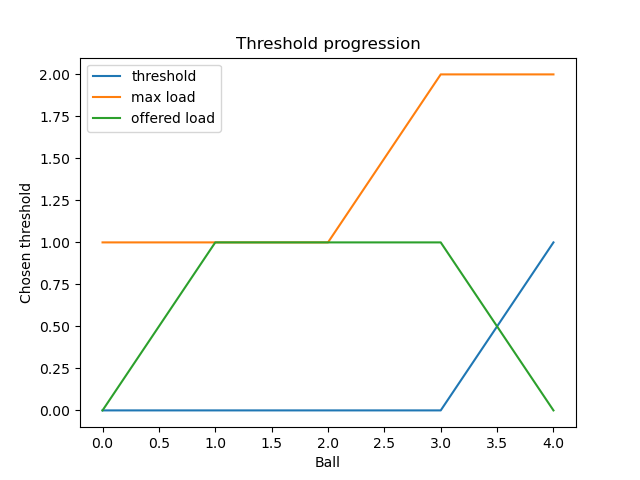 Threshold progression
threshold
max load
offered load
2.00
1.75
1.50
1.25
1.00
0.75
0.50
0.25
0.00
Chosen threshold
0.0 0.5 1.0 1.5 2.0 2.5 3.0 3.5 4.0
Ball